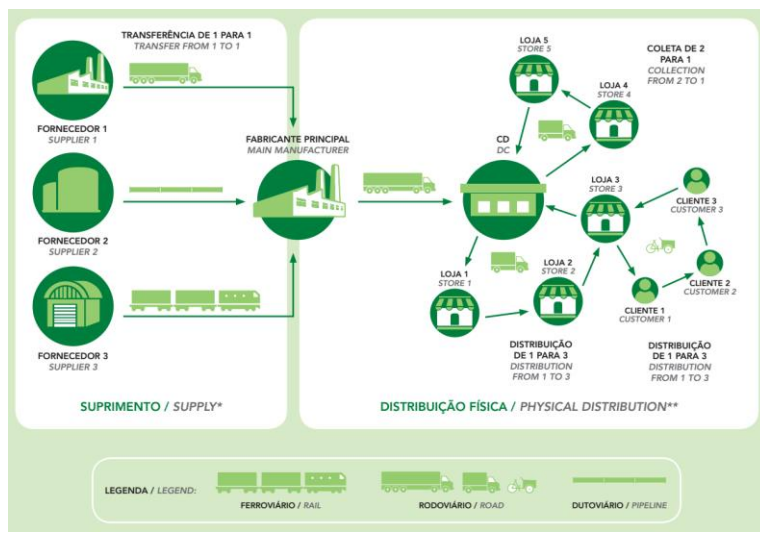 TRANSFERÊNCIA DE 1 PARA 1
TRANSFER FROM 1 TO 1
FORNECEDOR 1
SUPPLIER 1
FORNECEDOR 2
SUPPLIER 2
FORNECEDOR 3
SUPPLIER 3
FABRICANTE PRINCIPAL
MAIN MANUFACTURER
SUPRIMENTO / SUPPLY*
LOJA 5
STORE 5
LOJA 4
STORE 4
COLETA DE 2
PARA 1
COLLECTION
FROM 2 TO 1
CD
DC
LOJA 3
STORE 3
CLIENTE 3
CUSTOMER 3
LOJA 1
STORE 1
LOJA 2
STORE 2
CLIENTE 1
CUSTOMER 1
CLIENTE 2
CUSTOMER 2
DISTRIBUIÇÃO
DE 1 PARA 3
DISTRIBUTION
FROM 1 TO 3
DISTRIBUIÇÃO
DE 1 PARA 3
DISTRIBUTION
FROM 1 TO 3
DISTRIBUIÇÃO FÍSICA / PHYSICAL DISTRIBUTION**
LEGENDA / LEGEND:
FERROVIÁRIO / RAIL
RODOVIÁRIO / ROAD
DUTOVIÁRIO / PIPELINE